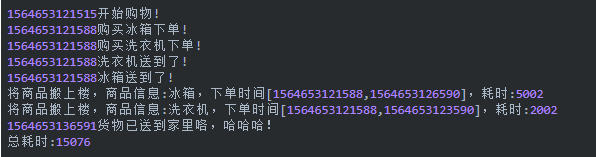 1564653121515开始购物!
1564653121588购买冰箱下单!
1564653121588购买洗衣机下单!
1564653121588洗衣机送到了!
1564653121588冰箱送到了!
将商品搬上楼，商品信息:冰箱，下单时间[1564653121588,1564653126590]，耗时:5002
将商品搬上楼，商品信息:洗衣机，下单时间[1564653121588,1564653123590]，耗时:2002
1564653136591货物已送到家里咯，哈哈哈!
总耗时:15076